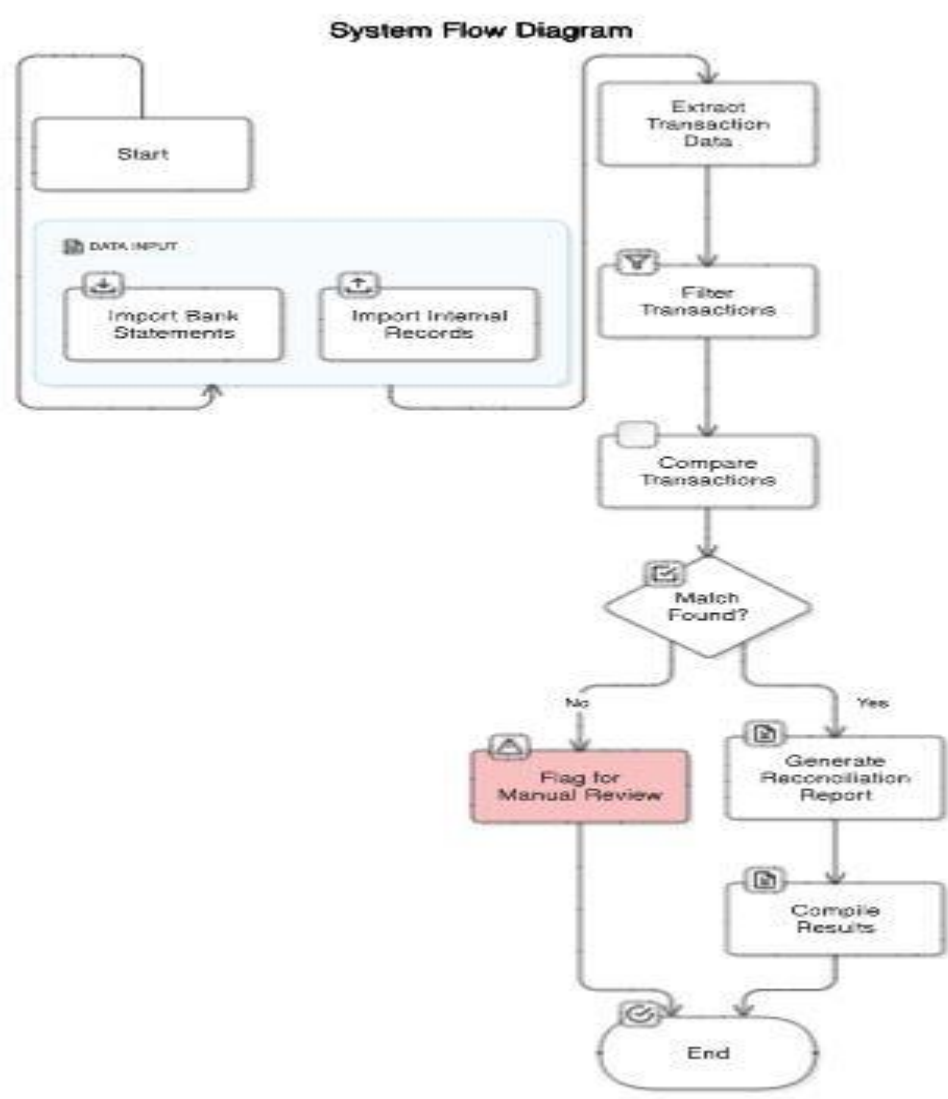 System Flow Diagram
Start
DATA INPUT
Import Bank
Statements
Import Internal
Records
Extract
Transaction
Data
Filter
Transactions
Compare
Transactions
Match
Found?
No
Yes
Flag for
Manual Review
Generate
Reconciliation
Report
Compile
Results
End